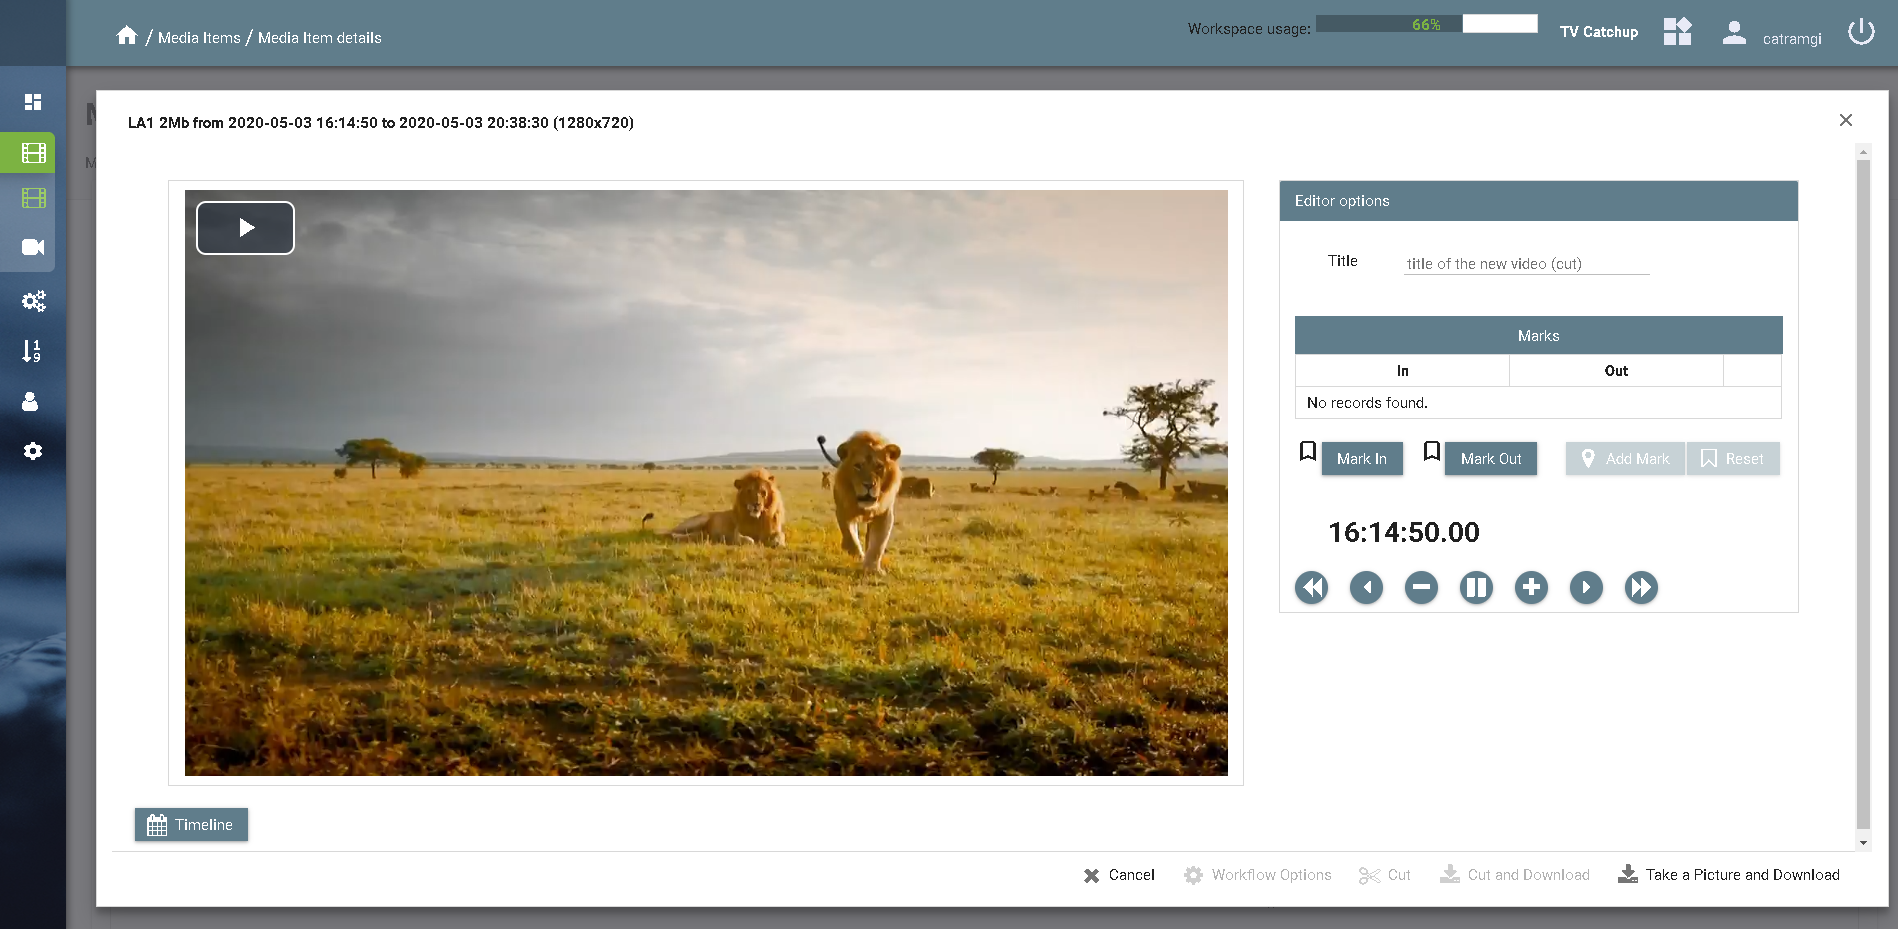 / Media Items / Media Item details
Workspace usage: 66%
TV Catchup
catramgi
LA1 2Mb from 2020-05-03 16:14:50 to 2020-05-03 20:38:30 (1280x720)
Editor options
Title title of the new video (cut)
Marks
In Out
No records found.
Mark In Mark Out Add Mark Reset
16:14:50.00
Timeline
Cancel Workflow Options Cut Cut and Download Take a Picture and Download